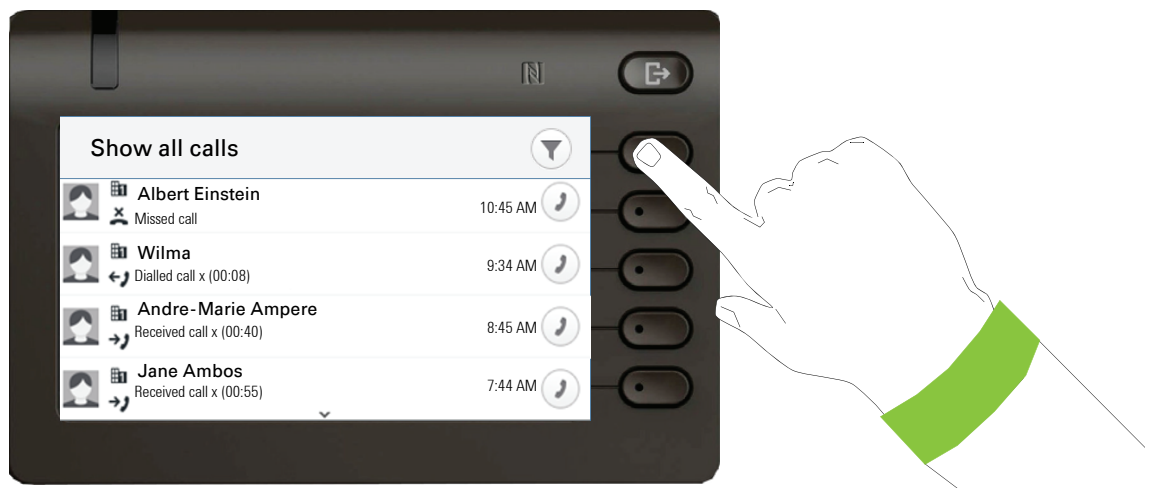 Show all calls
Albert Einstein
Missed call
10:45 AM
Wilma
Dialled call x (00:08)
9:34 AM
Andre-Marie Ampere
Received call x (00:40)
8:45 AM
Jane Ambos
Received call x (00:55)
7:44 AM